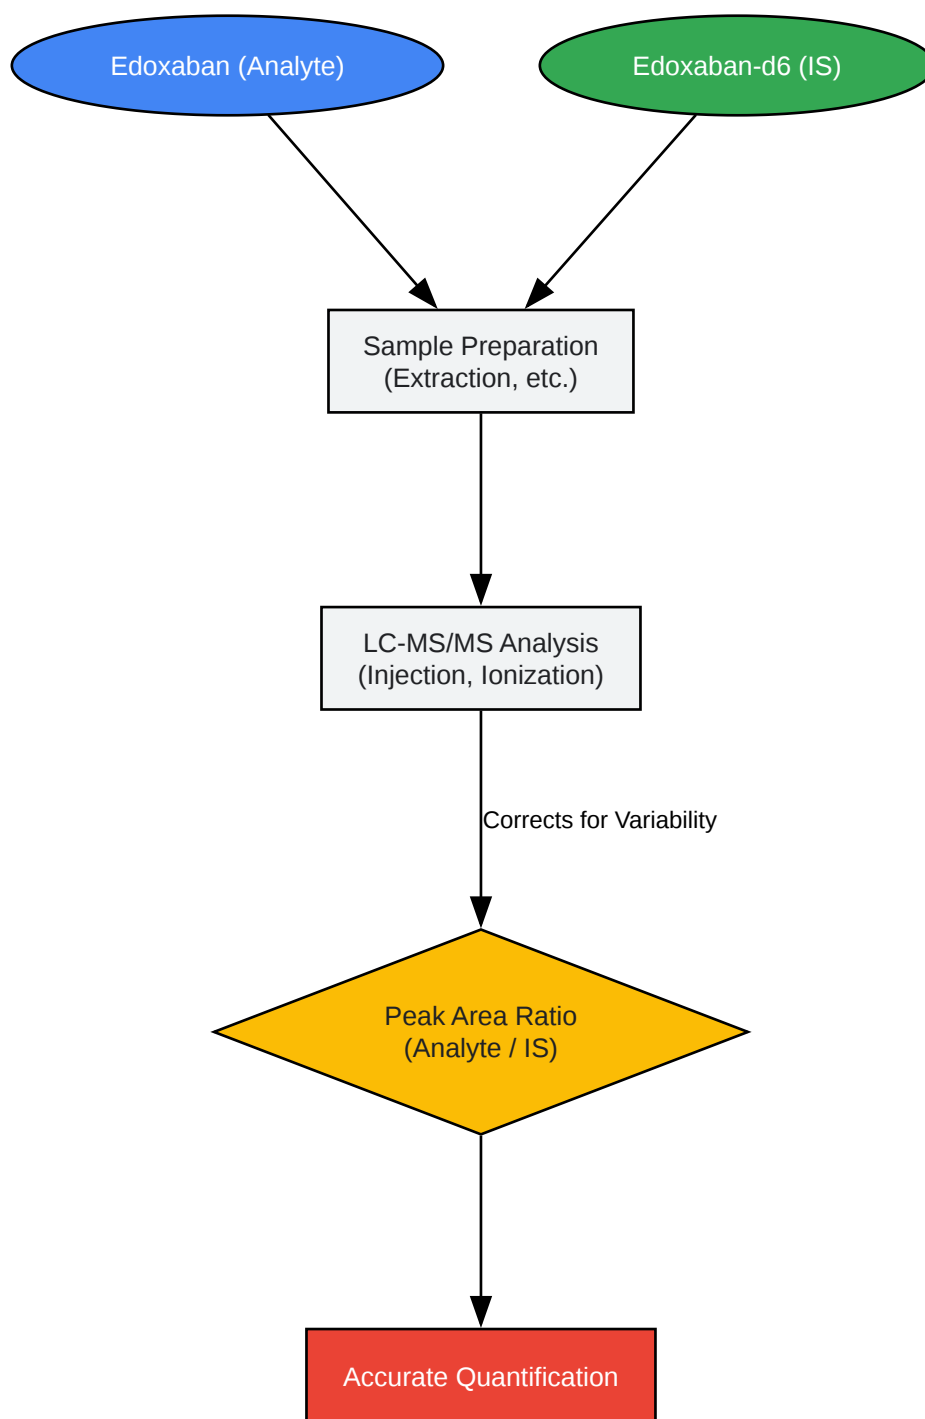 Edoxaban (Analyte)
Edoxaban-d6 (IS)
Sample Preparation
(Extraction, etc.)
LC-MS/MS Analysis
(Injection, Ionization)
Corrects for Variability
Peak Area Ratio
(Analyte / IS)
Accurate Quantification